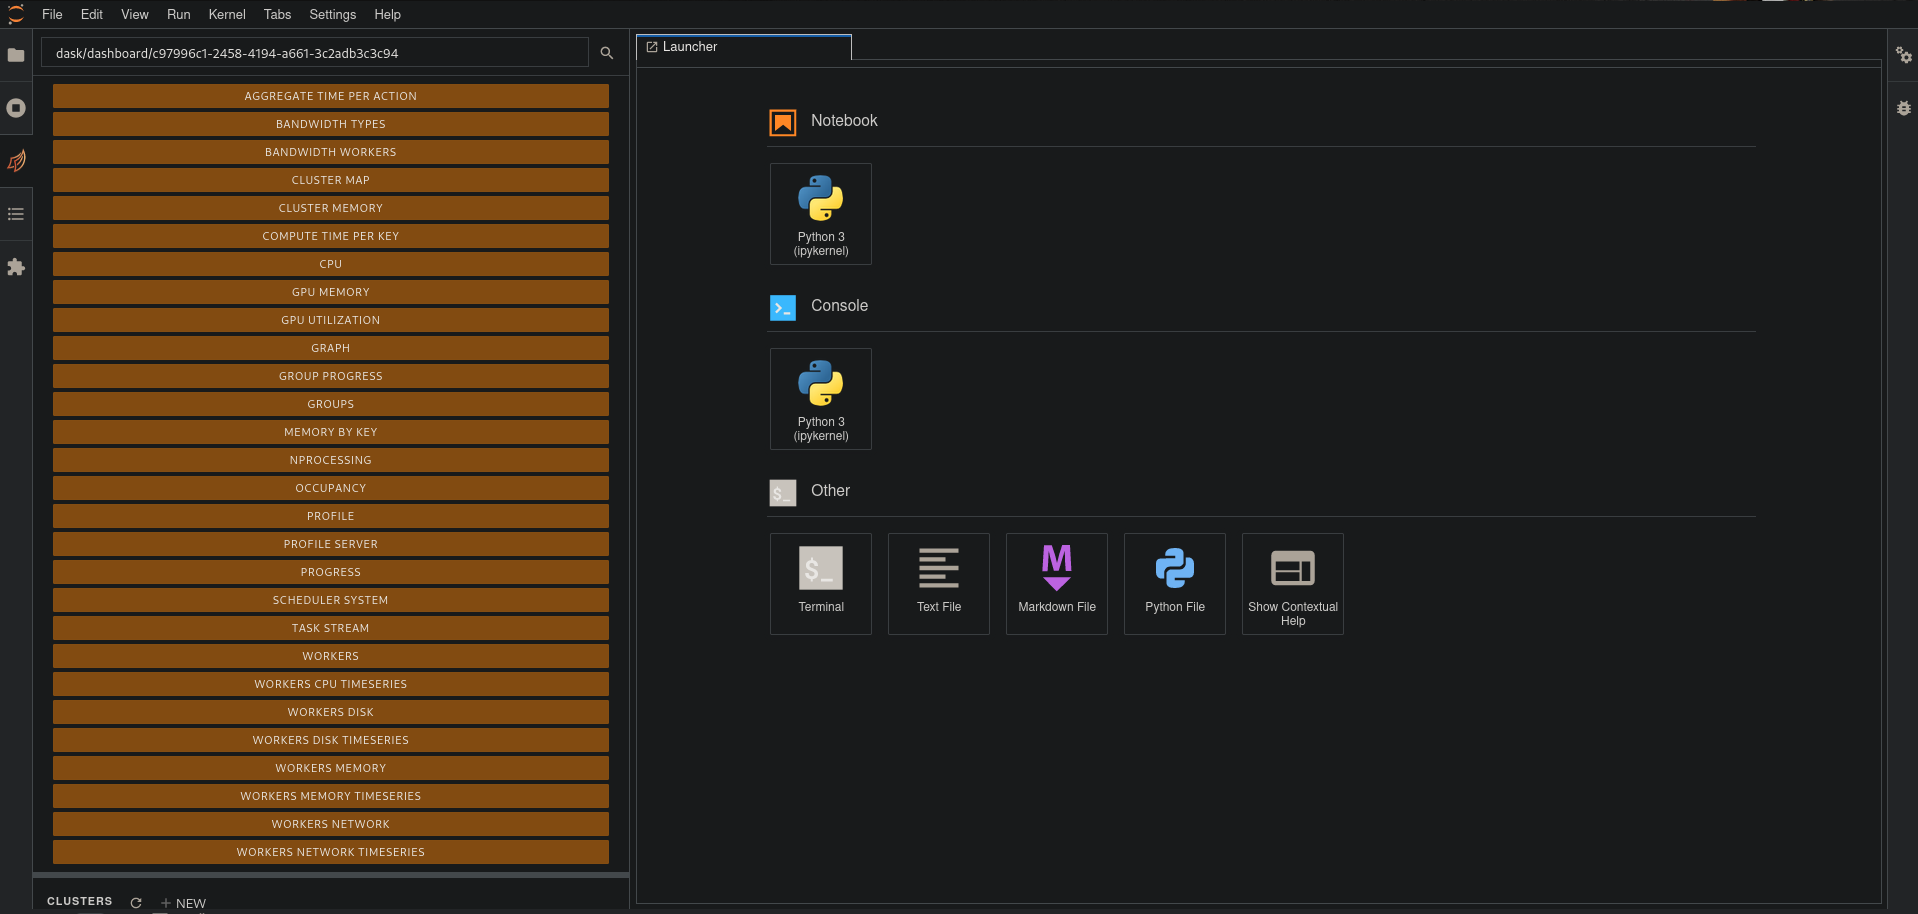 File Edit View Run Kernel Tabs Settings Help
dask/dashboard/c97996c1-2458-4194-a661-3c2adb3c3c94
AGGREGATE TIME PER ACTION
BANDWIDTH TYPES
BANDWIDTH WORKERS
CLUSTER MAP
CLUSTER MEMORY
COMPUTE TIME PER KEY
CPU
GPU MEMORY
GPU UTILIZATION
GRAPH
GROUP PROGRESS
GROUPS
MEMORY BY KEY
NPROCESSING
OCCUPANCY
PROFILE
PROFILE SERVER
PROGRESS
SCHEDULER SYSTEM
TASK STREAM
WORKERS
WORKERS CPU TIMESERIES
WORKERS DISK
WORKERS DISK TIMESERIES
WORKERS MEMORY
WORKERS MEMORY TIMESERIES
WORKERS NETWORK
WORKERS NETWORK TIMESERIES
CLUSTERS + NEW
Launcher
Notebook
Python 3
(ipykernel)
>_ Console
Python 3
(ipykernel)
$_ Other
$_
Terminal
Text File
M
Markdown File
Python File
Show Contextual
Help